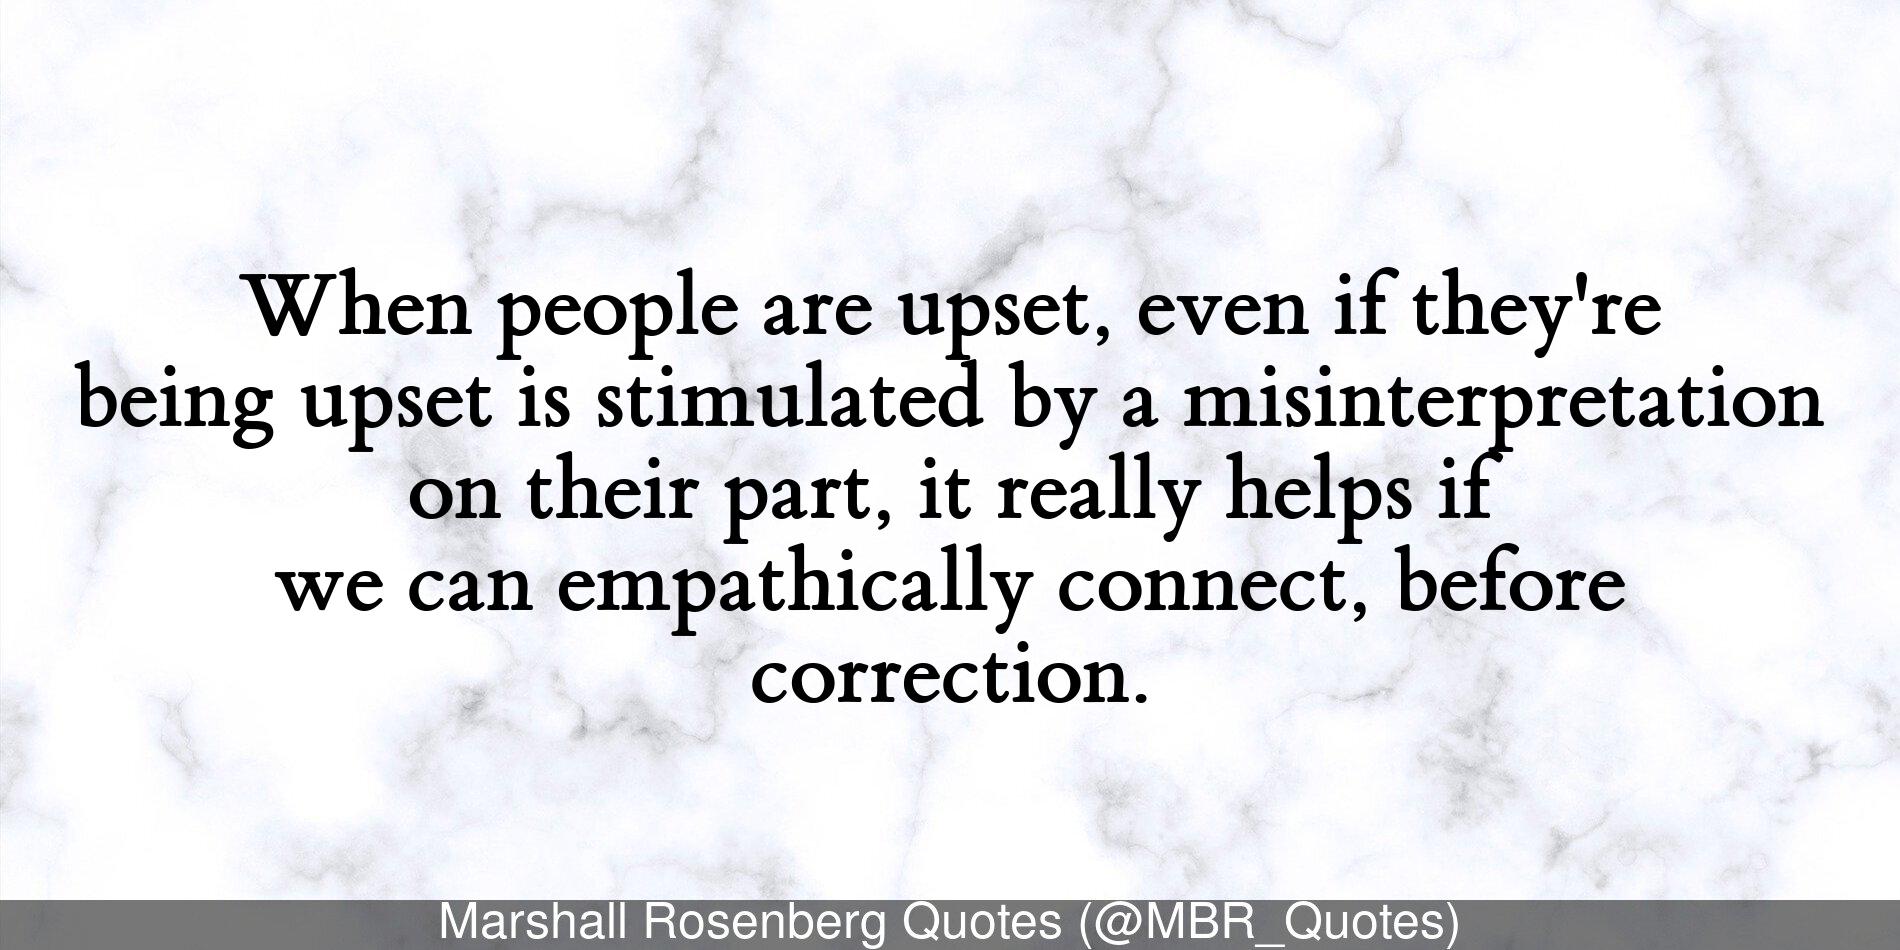 When people are upset, even if they're
being upset is stimulated by a misinterpretation
on their part, it really helps if
we can empathically connect, before
correction.
Marshall Rosenberg Quotes (@MBR_Quotes)